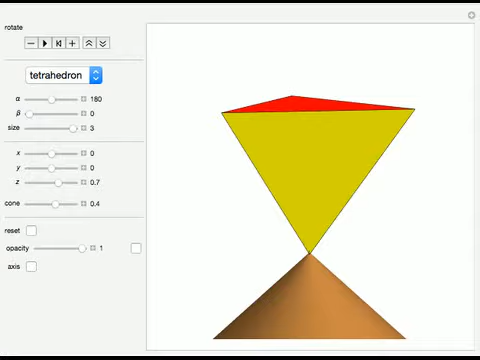 rotate
tetrahedron
α 180
β 0
size 3
x 0
y 0
z 0.7
cone 0.4
reset
opacity 1
axis